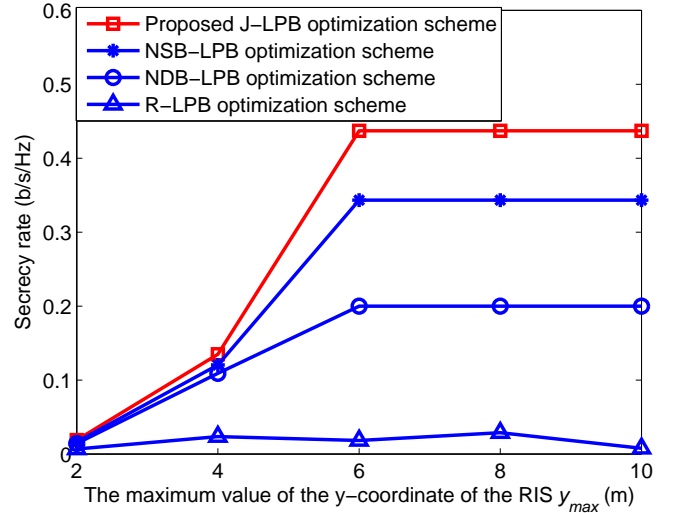 0.6
0.5
0.4
0.3
0.2
0.1
0
Secrecy rate (b/s/Hz)
Proposed J−LPB optimization scheme
NSB−LPB optimization scheme
NDB−LPB optimization scheme
R−LPB optimization scheme
2 4 6 8 10
The maximum value of the y−coordinate of the RIS y_max (m)